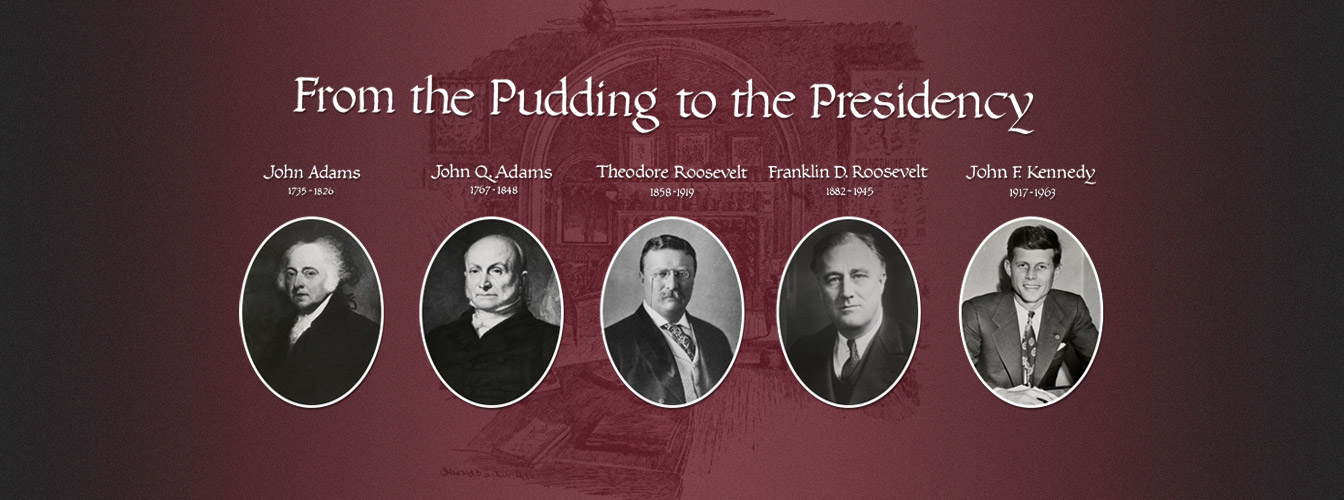 From the Pudding to the Presidency
John Adams
1735-1826
John Q. Adams
1767-1848
Theodore Roosevelt
1858-1919
Franklin D. Roosevelt
1882-1945
John F. Kennedy
1917-1963